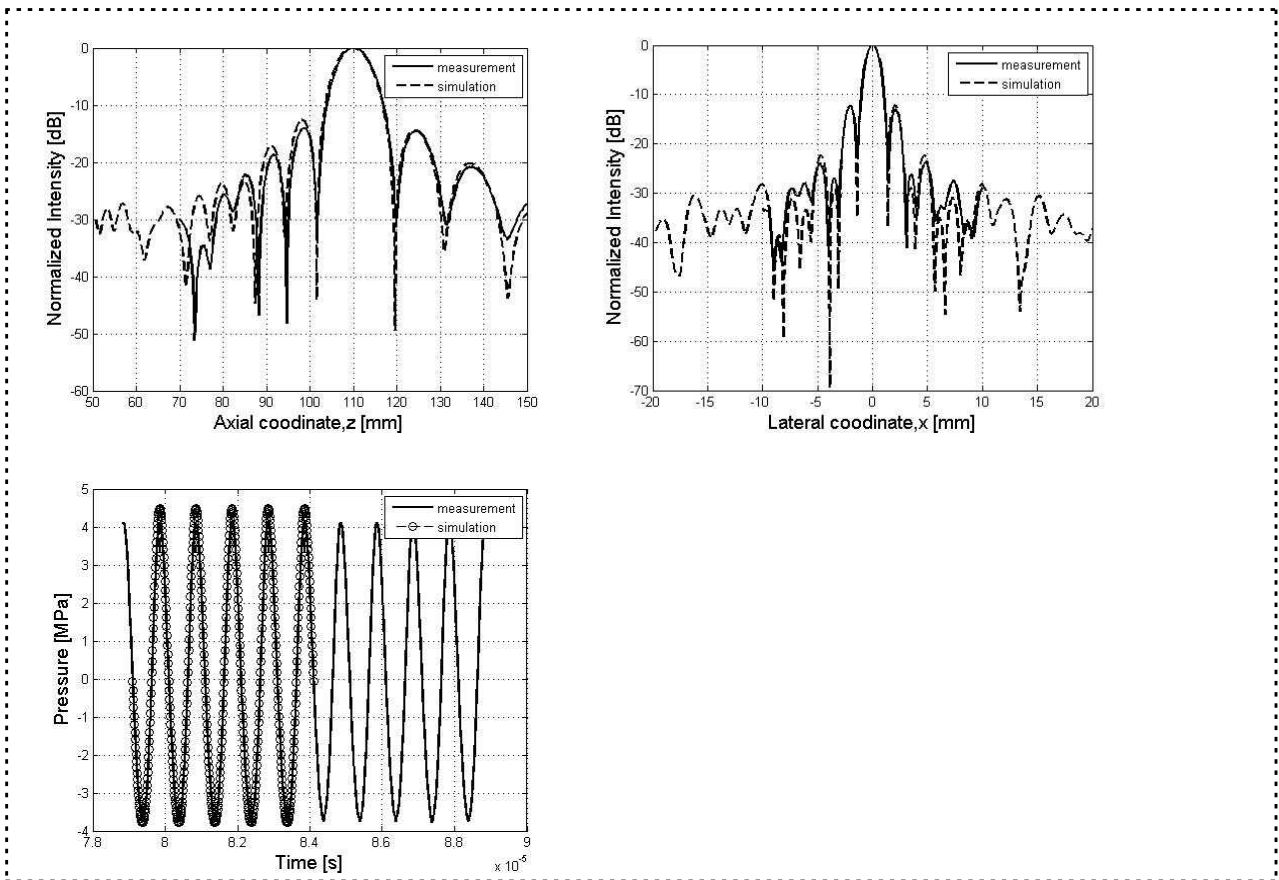 0
-10
-20
-30
-40
-50
-60
50 60 70 80 90 100 110 120 130 140 150
Normalized Intensity [dB]
Axial coodinate,z [mm]
measurement
simulation
0
-10
-20
-30
-40
-50
-60
-70
-20 -15 -10 -5 0 5 10 15 20
Normalized Intensity [dB]
Lateral coodinate,x [mm]
measurement
simulation
5
4
3
2
1
0
-1
-2
-3
-4
7.8 8 8.2 8.4 8.6 8.8 9
x 10-5
Pressure [MPa]
Time [s]
measurement
simulation